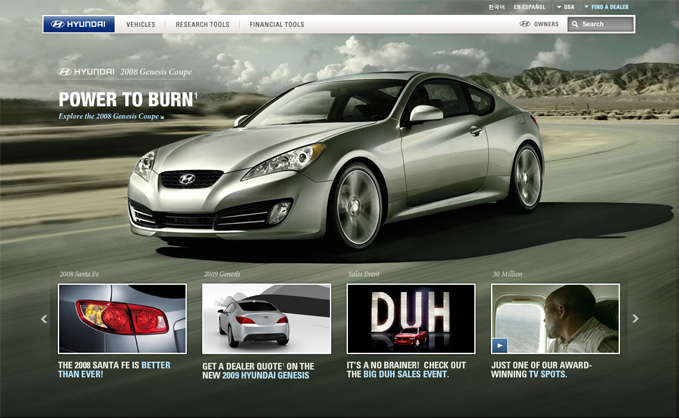 한국어 EN ESPAÑOL USA FIND A DEALER
HYUNDAI VEHICLES RESEARCH TOOLS FINANCIAL TOOLS OWNERS Search
HYUNDAI 2008 Genesis Coupe
POWER TO BURN†
Explore the 2008 Genesis Coupe
2008 Santa Fe
2009 Genesis
Sales Event
30 Million
DUH
THE 2008 SANTA FE IS BETTER
THAN EVER!
GET A DEALER QUOTE† ON THE
NEW 2009 HYUNDAI GENESIS
IT'S A NO BRAINER! CHECK OUT
THE BIG DUH SALES EVENT.
JUST ONE OF OUR AWARD-
WINNING TV SPOTS.